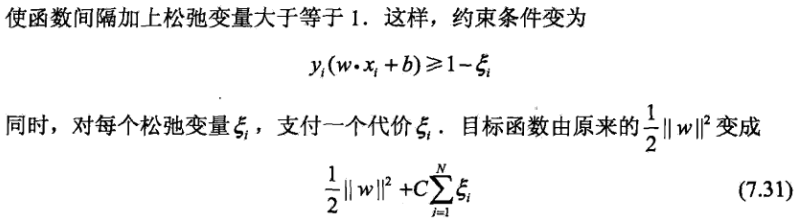 使函数间隔加上松弛变量大于等于 1．这样，约束条件变为
y_i(w•x_i+b)⩾1−ξ_i
同时，对每个松弛变量 ξ_i，支付一个代价 ξ_i．目标函数由原来的 1/2‖w‖² 变成
1/2‖w‖²+C∑_{i=1}^{N}ξ_i (7.31)